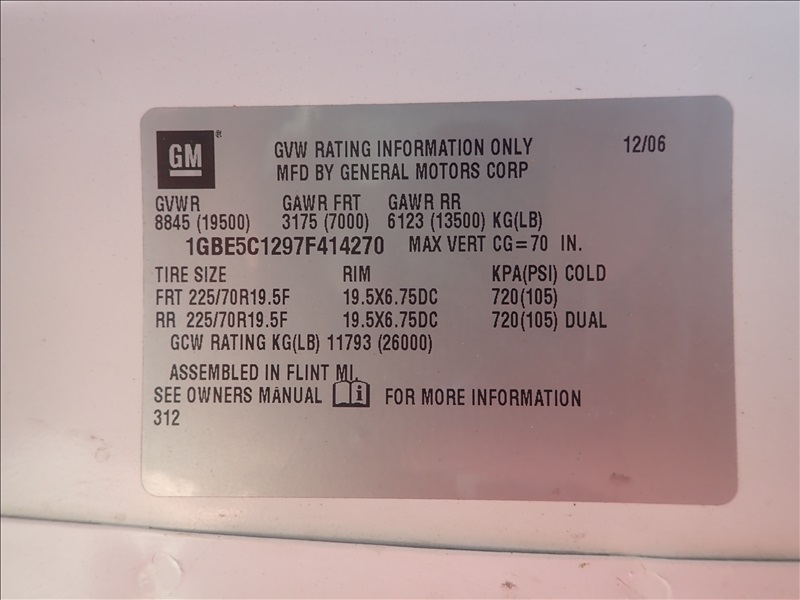 GM® GVW RATING INFORMATION ONLY 12/06
MFD BY GENERAL MOTORS CORP
GVWR GAWR FRT GAWR RR
8845 (19500) 3175 (7000) 6123 (13500) KG(LB)
1GBE5C1297F414270 MAX VERT CG=70 IN.
TIRE SIZE RIM KPA(PSI) COLD
FRT 225/70R19.5F 19.5X6.75DC 720(105)
RR 225/70R19.5F 19.5X6.75DC 720(105) DUAL
GCW RATING KG(LB) 11793 (26000)
ASSEMBLED IN FLINT MI.
SEE OWNERS MANUAL i FOR MORE INFORMATION
312